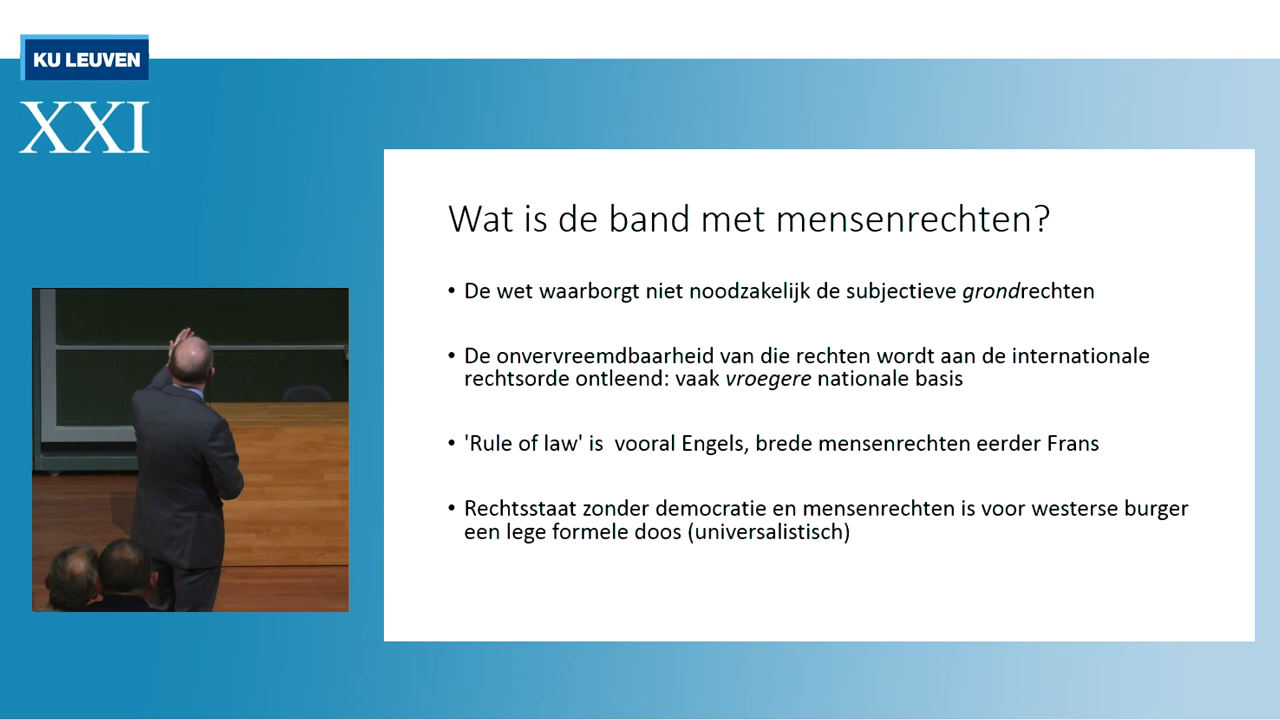 KU LEUVEN
XXI
Wat is de band met mensenrechten?
• De wet waarborgt niet noodzakelijk de subjectieve grondrechten
• De onvervreemdbaarheid van die rechten wordt aan de internationale
rechtsorde ontleend: vaak vroegere nationale basis
• 'Rule of law' is  vooral Engels, brede mensenrechten eerder Frans
• Rechtsstaat zonder democratie en mensenrechten is voor westerse burger
een lege formele doos (universalistisch)